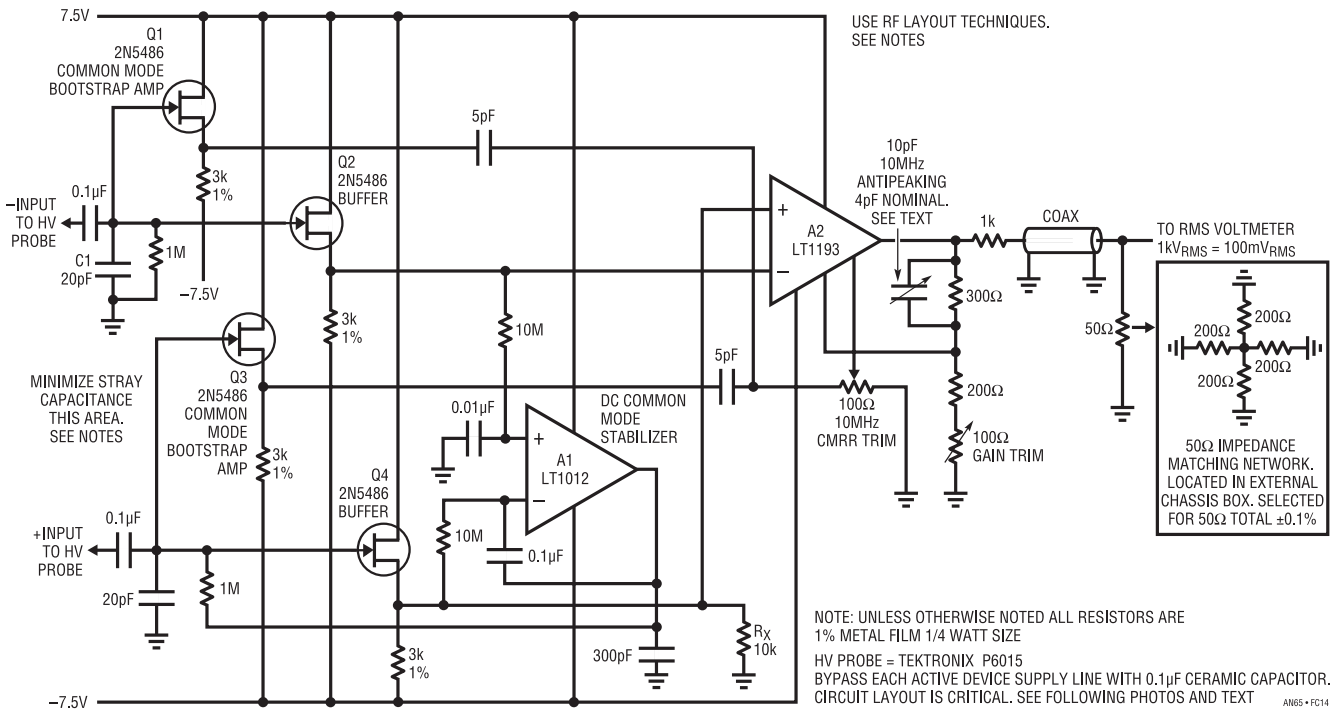 7.5V
Q1
2N5486
COMMON MODE
BOOTSTRAP AMP
USE RF LAYOUT TECHNIQUES.
SEE NOTES
5pF
3k
1%
Q2
2N5486
BUFFER
0.1µF
–INPUT
TO HV
PROBE
C1
20pF
1M
–7.5V
10pF
10MHz
ANTIPEAKING
4pF NOMINAL.
SEE TEXT
+
–
A2
LT1193
1k
COAX
TO RMS VOLTMETER
1kVRMS = 100mVRMS
300Ω
50Ω
200Ω
200Ω
200Ω
200Ω
50Ω IMPEDANCE
MATCHING NETWORK.
LOCATED IN EXTERNAL
CHASSIS BOX. SELECTED
FOR 50Ω TOTAL ±0.1%
3k
1%
10M
5pF
MINIMIZE STRAY
CAPACITANCE
THIS AREA.
SEE NOTES
Q3
2N5486
COMMON
MODE
BOOTSTRAP
AMP
3k
1%
0.01µF
DC COMMON
MODE
STABILIZER
100Ω
10MHz
CMRR TRIM
200Ω
100Ω
GAIN TRIM
+
–
A1
LT1012
Q4
2N5486
BUFFER
10M
0.1µF
0.1µF
+INPUT
TO HV
PROBE
20pF
1M
3k
1%
300pF
RX
10k
NOTE: UNLESS OTHERWISE NOTED ALL RESISTORS ARE
1% METAL FILM 1/4 WATT SIZE
HV PROBE = TEKTRONIX P6015
BYPASS EACH ACTIVE DEVICE SUPPLY LINE WITH 0.1µF CERAMIC CAPACITOR.
CIRCUIT LAYOUT IS CRITICAL. SEE FOLLOWING PHOTOS AND TEXT
–7.5V
AN65 • FC14